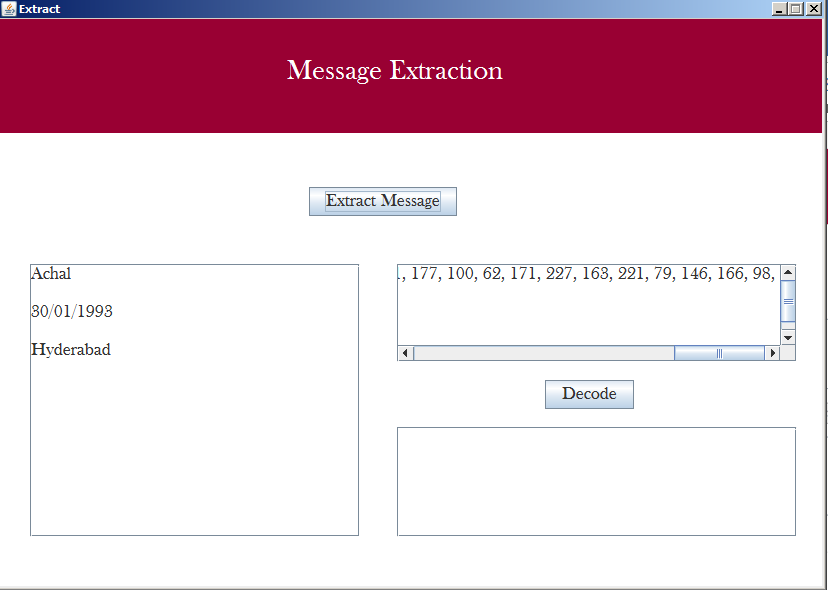 Extract
Message Extraction
Extract Message
Achal
30/01/1993
Hyderabad
, 177, 100, 62, 171, 227, 163, 221, 79, 146, 166, 98,
Decode